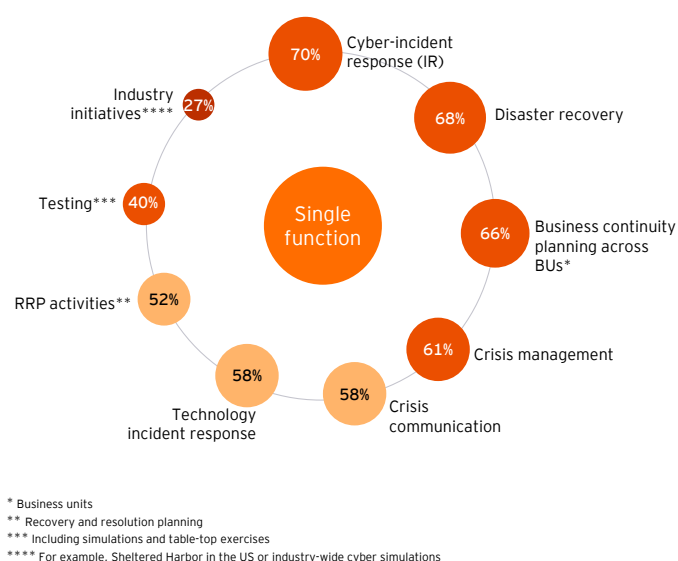 70%
Cyber-incident
response (IR)
68%
Disaster recovery
66%
Business continuity
planning across
BUs*
61%
Crisis management
58%
Crisis
communication
58%
Technology
incident response
52%
RRP activities**
40%
Testing***
27%
Industry
initiatives****
Single
function
* Business units
** Recovery and resolution planning
*** Including simulations and table-top exercises
**** For example, Sheltered Harbor in the US or industry-wide cyber simulations